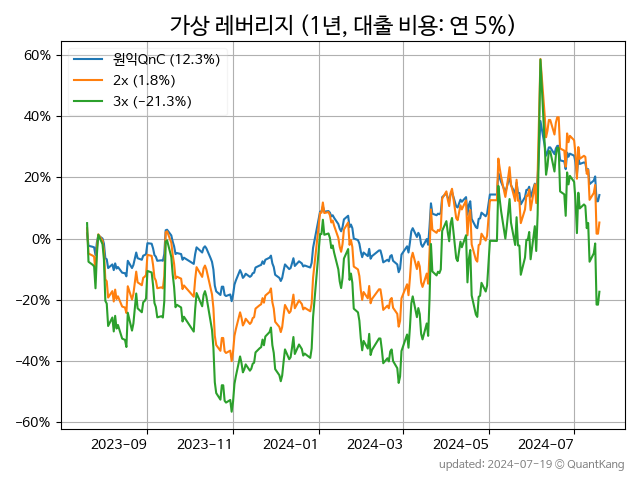 가상 레버리지 (1년, 대출 비용: 연 5%)
60%
40%
20%
0%
−20%
−40%
−60%
원익QnC (12.3%)
2x (1.8%)
3x (-21.3%)
2023-09
2023-11
2024-01
2024-03
2024-05
2024-07
updated: 2024-07-19 © QuantKang